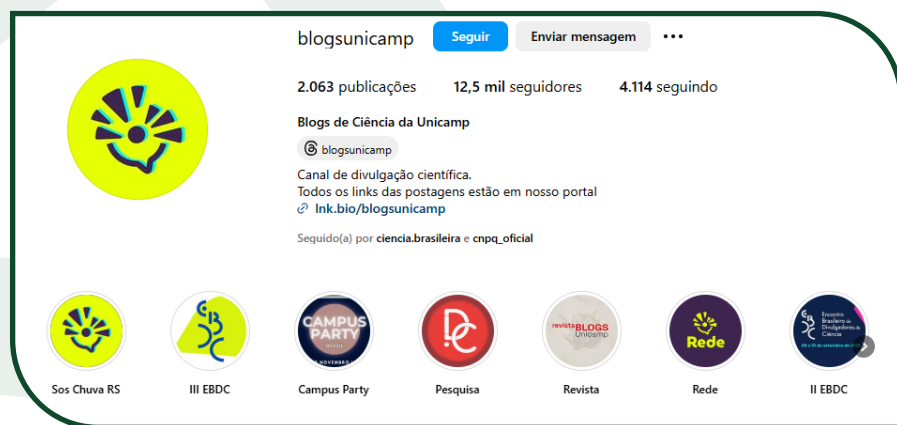 blogsunicamp Seguir Enviar mensagem
2.063 publicações 12,5 mil seguidores 4.114 seguindo
Blogs de Ciência da Unicamp
blogsunicamp
Canal de divulgação científica.
Todos os links das postagens estão em nosso portal
lnk.bio/blogsunicamp
Seguido(a) por ciencia.brasileira e cnpq_oficial
CAMPUS
PARTY
revistaBLOGS
Unicamp
Rede
Encontro
Brasileiro de
Divulgadores de
Ciência
Sos Chuva RS III EBDC Campus Party Pesquisa Revista Rede II EBDC